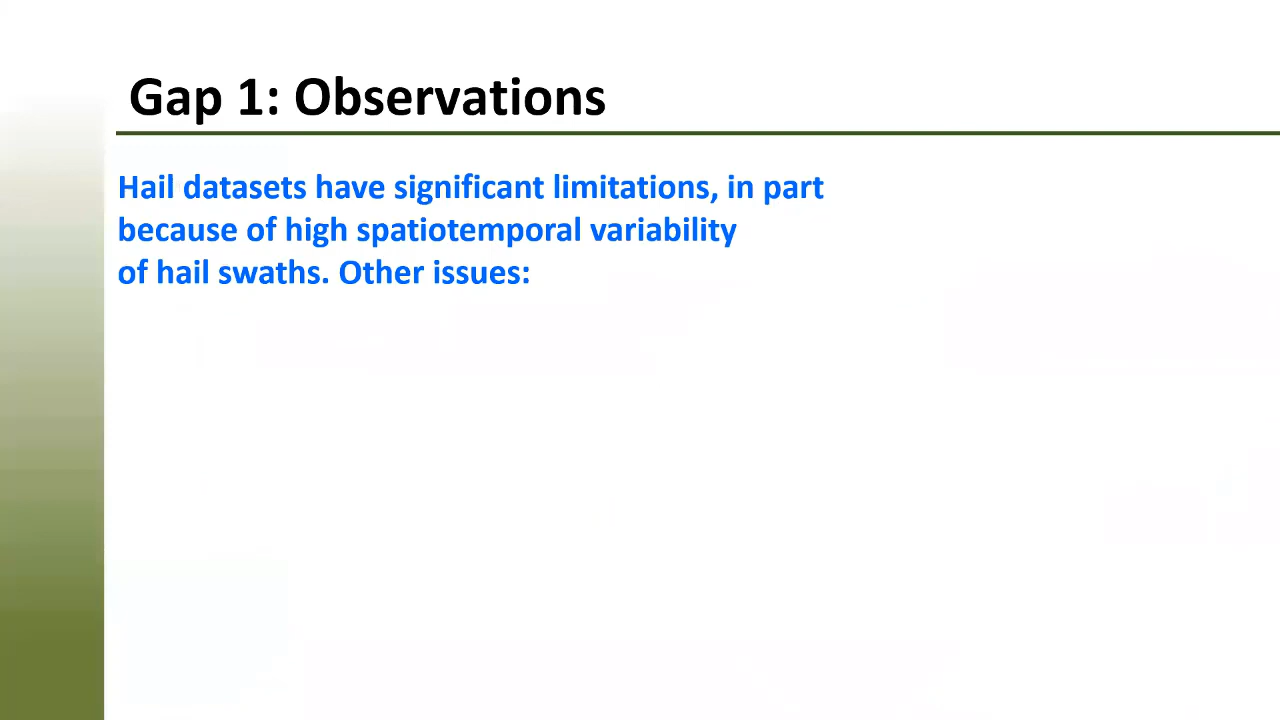 Gap 1: Observations
Hail datasets have significant limitations, in part
because of high spatiotemporal variability
of hail swaths. Other issues: